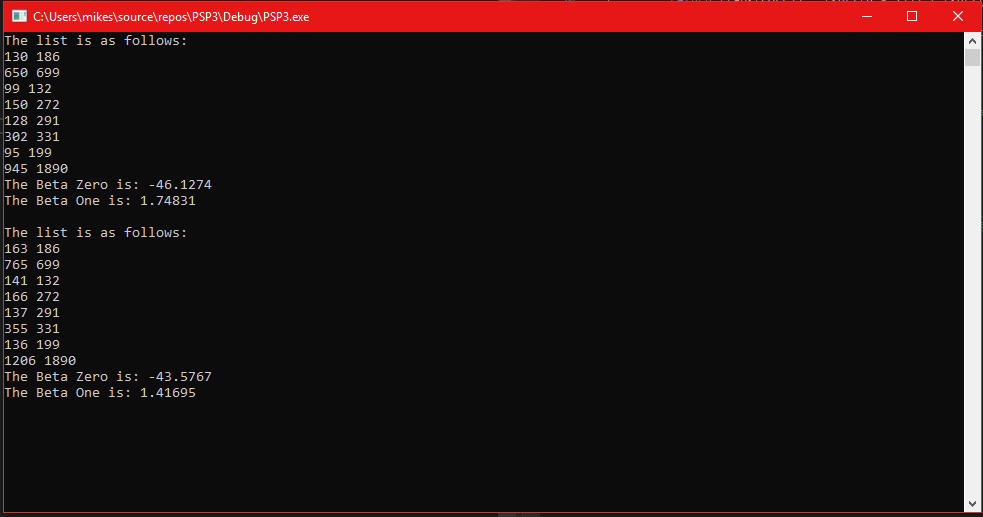 C:\Users\mikes\source\repos\PSP3\Debug\PSP3.exe
The list is as follows:
130 186
650 699
99 132
150 272
128 291
302 331
95 199
945 1890
The Beta Zero is: -46.1274
The Beta One is: 1.74831
The list is as follows:
163 186
765 699
141 132
166 272
137 291
355 331
136 199
1206 1890
The Beta Zero is: -43.5767
The Beta One is: 1.41695